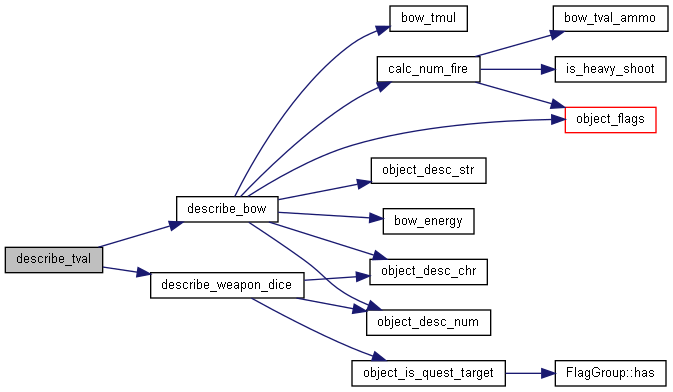 bow_tmul
bow_tval_ammo
calc_num_fire
is_heavy_shoot
object_flags
object_desc_str
describe_bow
bow_energy
describe_tval
object_desc_chr
describe_weapon_dice
object_desc_num
object_is_quest_target
FlagGroup::has